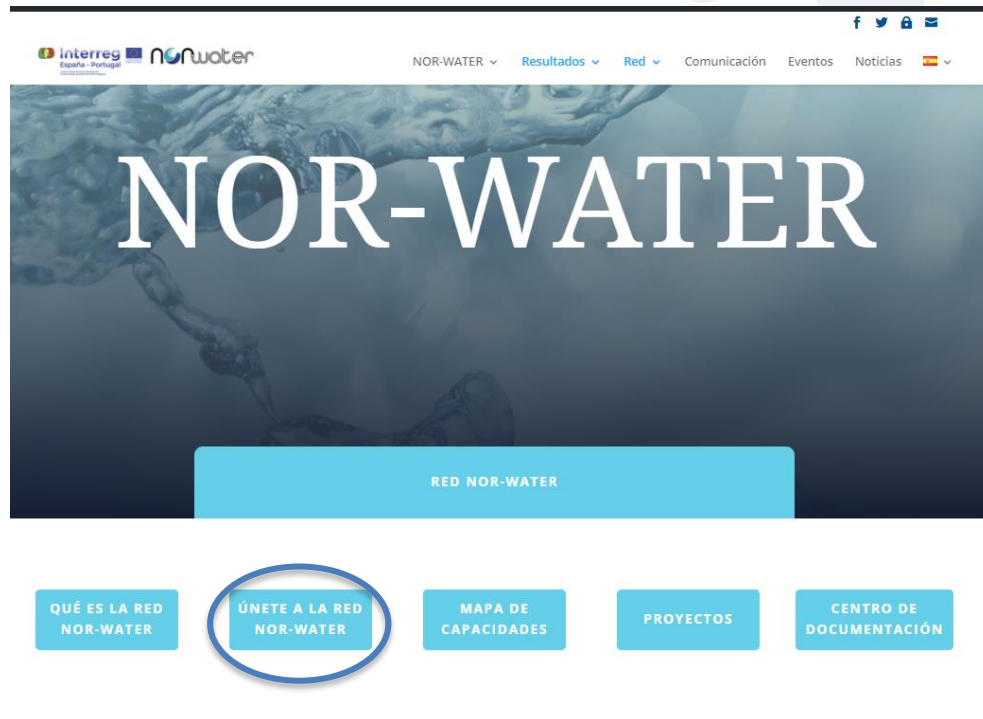 Interreg
España - Portugal
norwater
NOR-WATER
Resultados
Red
Comunicación
Eventos
Noticias
NOR-WATER
RED NOR-WATER
QUÉ ES LA RED
NOR-WATER
ÚNETE A LA RED
NOR-WATER
MAPA DE
CAPACIDADES
PROYECTOS
CENTRO DE
DOCUMENTACIÓN